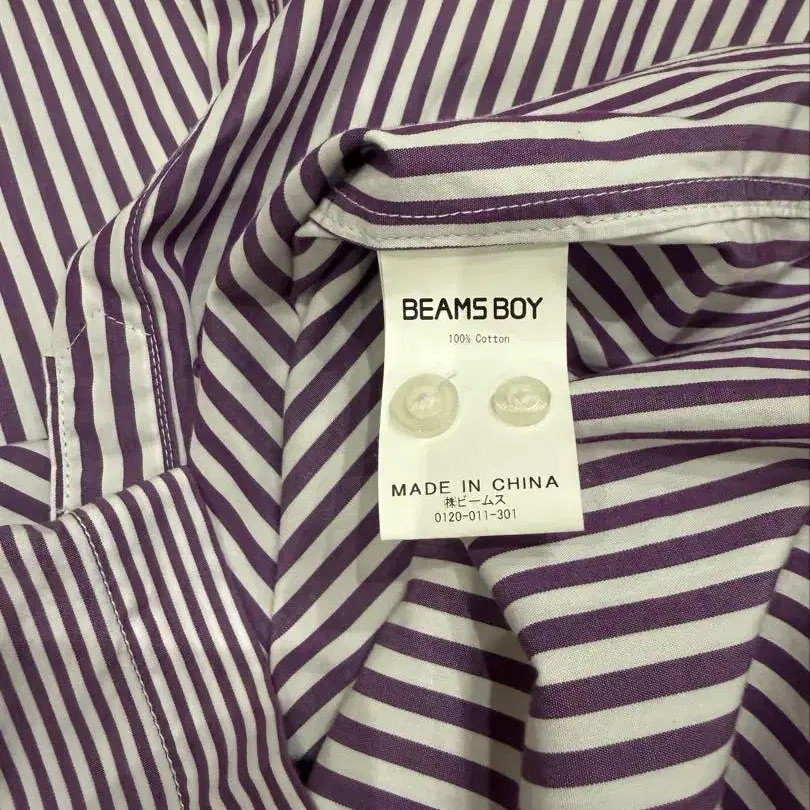 BEAMS BOY
100% Cotton
MADE IN CHINA
㈱ビームス
0120-011-301